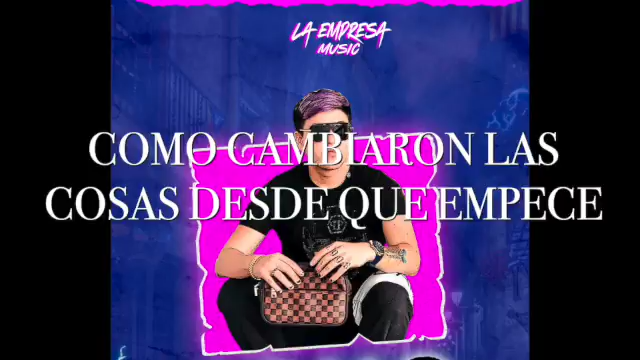 LA EMPRESA
MUSIC
COMO CAMBIARON LAS
COSAS DESDE QUE EMPECE